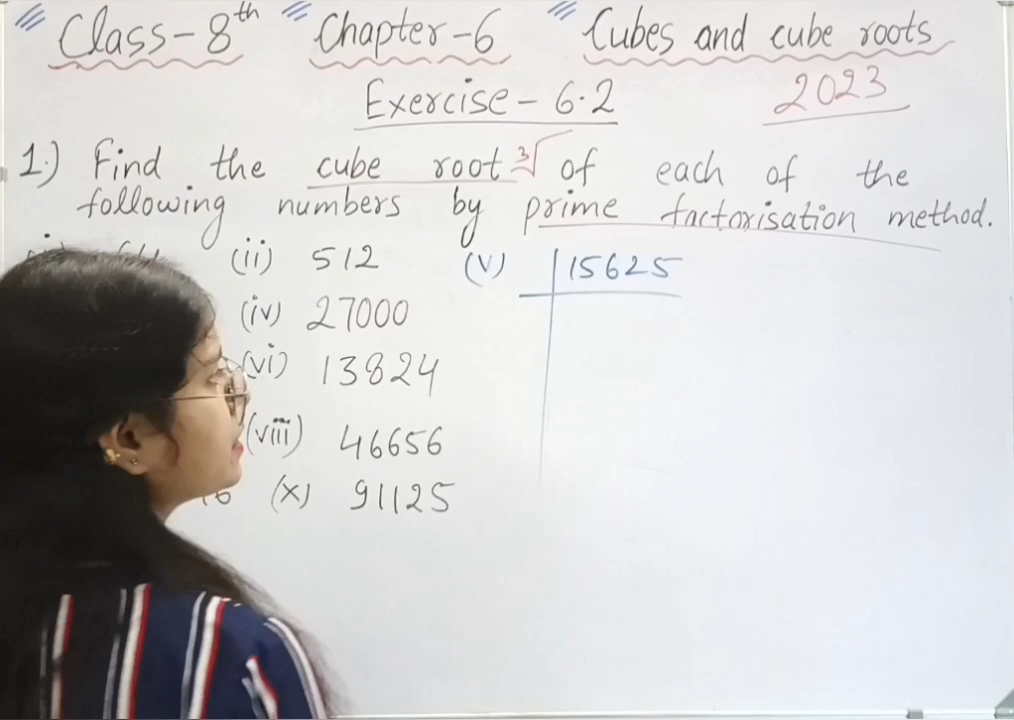 Class-8th Chapter-6 Cubes and cube roots
Exercise-6.2 2023
1.) Find the cube root ∛ of each of the
following numbers by prime factorisation method.
(ii) 512 (v) 15625
(iv) 27000
(vi) 13824
(viii) 46656
(x) 91125